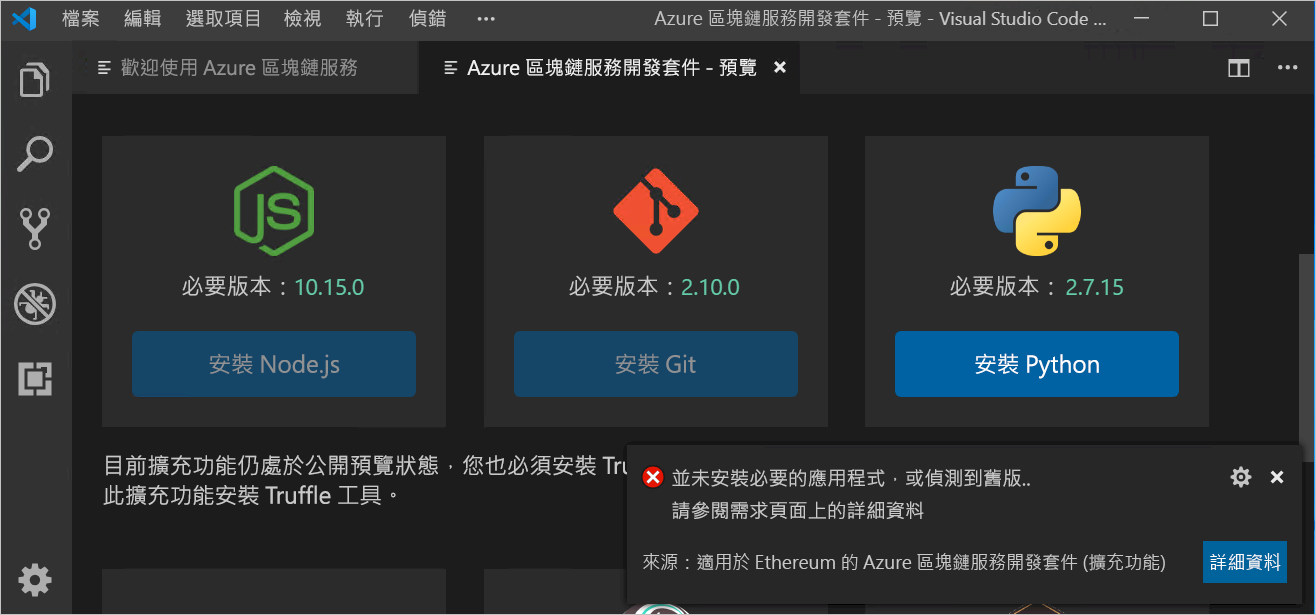 檔案 編輯 選取項目 檢視 執行 偵錯 ··· Azure 區塊鏈服務開發套件 - 預覽 - Visual Studio Code ...
歡迎使用 Azure 區塊鏈服務 Azure 區塊鏈服務開發套件 - 預覽
JS
必要版本：10.15.0
安裝 Node.js
必要版本：2.10.0
安裝 Git
必要版本： 2.7.15
安裝 Python
目前擴充功能仍處於公開預覽狀態，您也必須安裝
此擴充功能安裝 Truffle 工具。
並未安裝必要的應用程式，或偵測到舊版..
請參閱需求頁面上的詳細資料
來源：適用於 Ethereum 的 Azure 區塊鏈服務開發套件 (擴充功能)
詳細資料